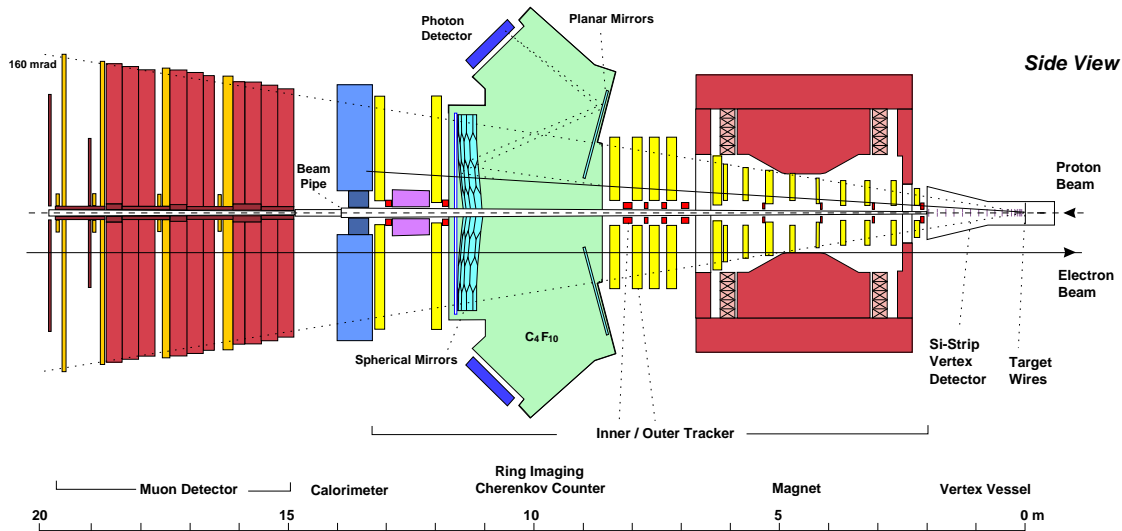 Photon
Detector
Planar Mirrors
160 mrad
Side View
Beam
Pipe
Proton
Beam
Electron
Beam
C4F10
Spherical Mirrors
Si-Strip
Vertex
Detector
Target
Wires
Inner / Outer Tracker
Muon Detector
Calorimeter
Ring Imaging
Cherenkov Counter
Magnet
Vertex Vessel
20 15 10 5 0 m